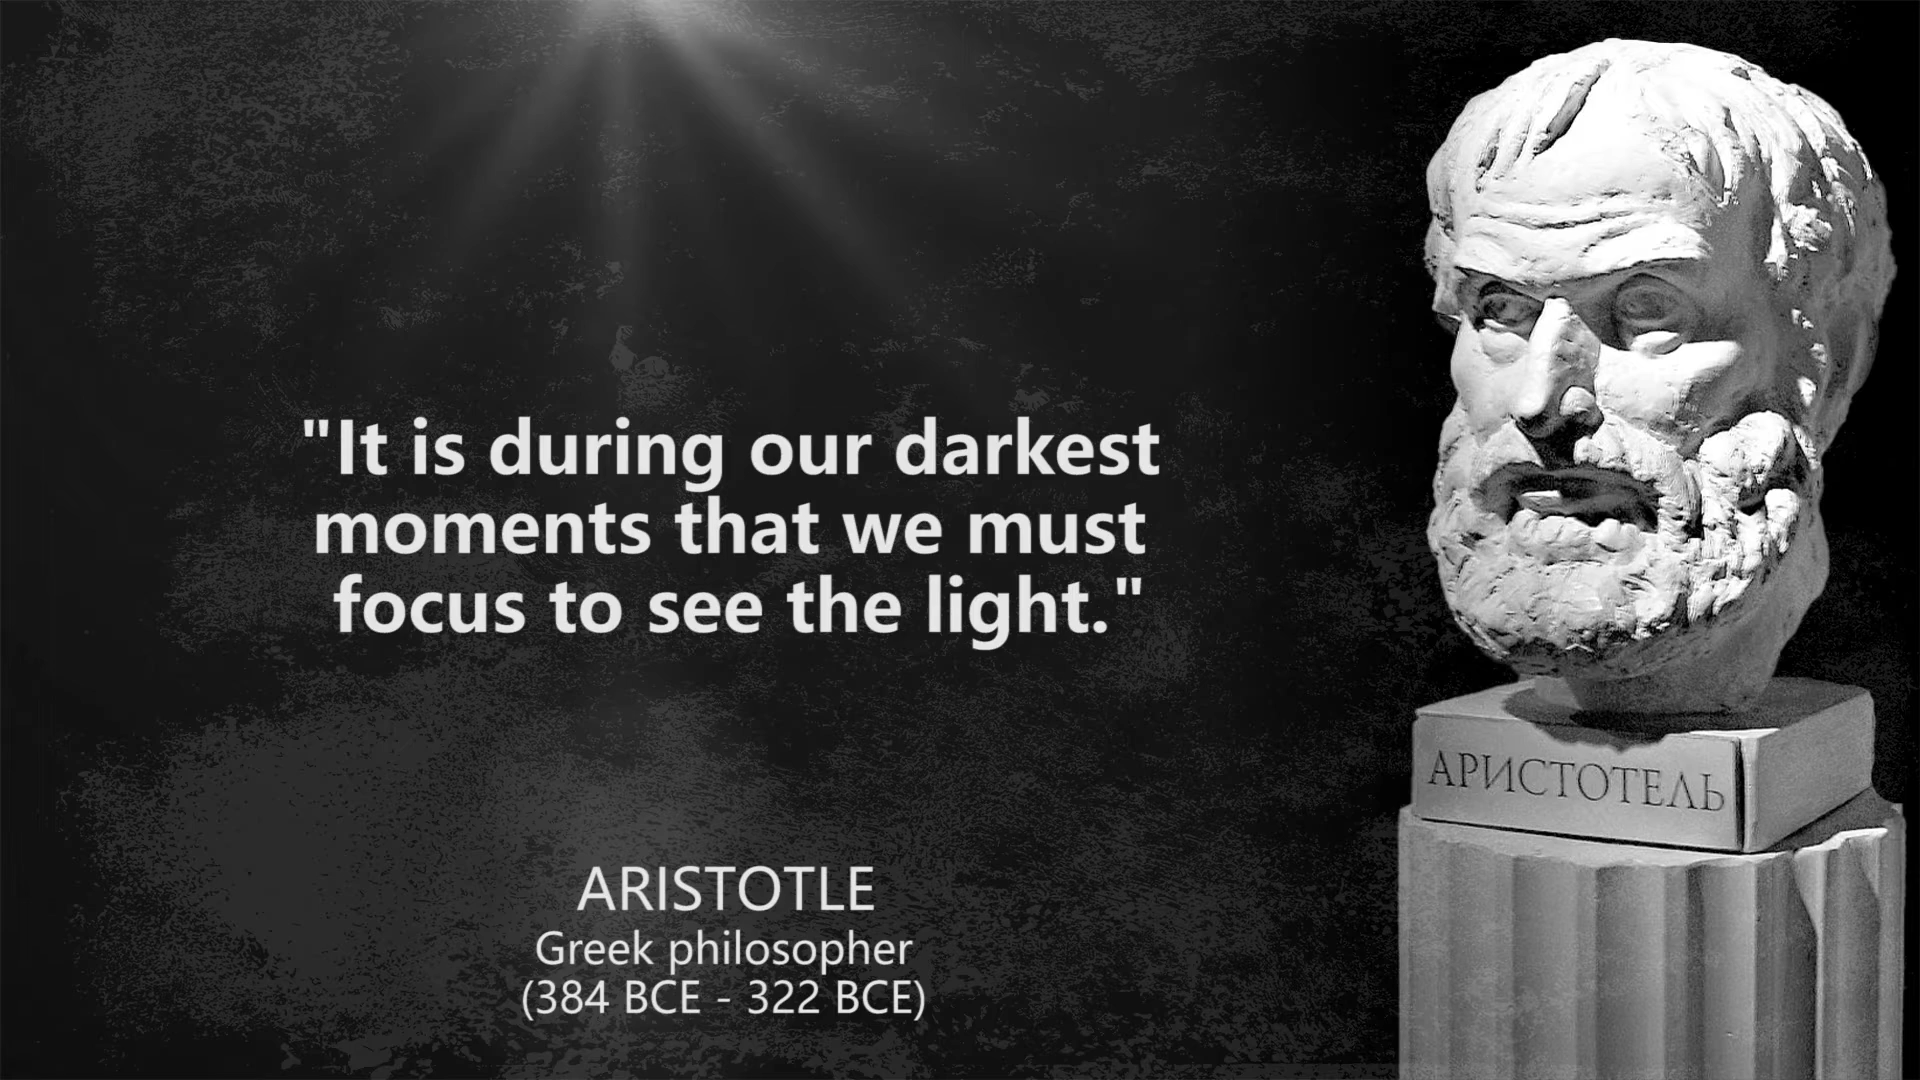 "It is during our darkest
moments that we must
focus to see the light."
ARISTOTLE
Greek philosopher
(384 BCE - 322 BCE)
АРИСТОТЕЛЬ